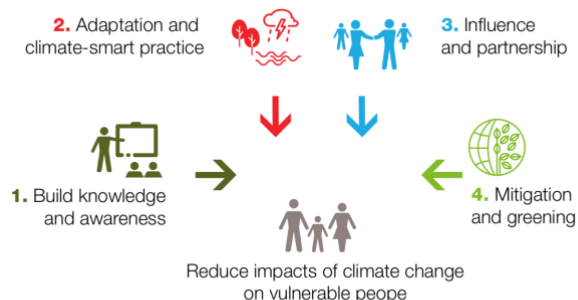 2. Adaptation and
climate-smart practice
3. Influence
and partnership
1. Build knowledge
and awareness
4. Mitigation
and greening
Reduce impacts of climate change
on vulnerable peope